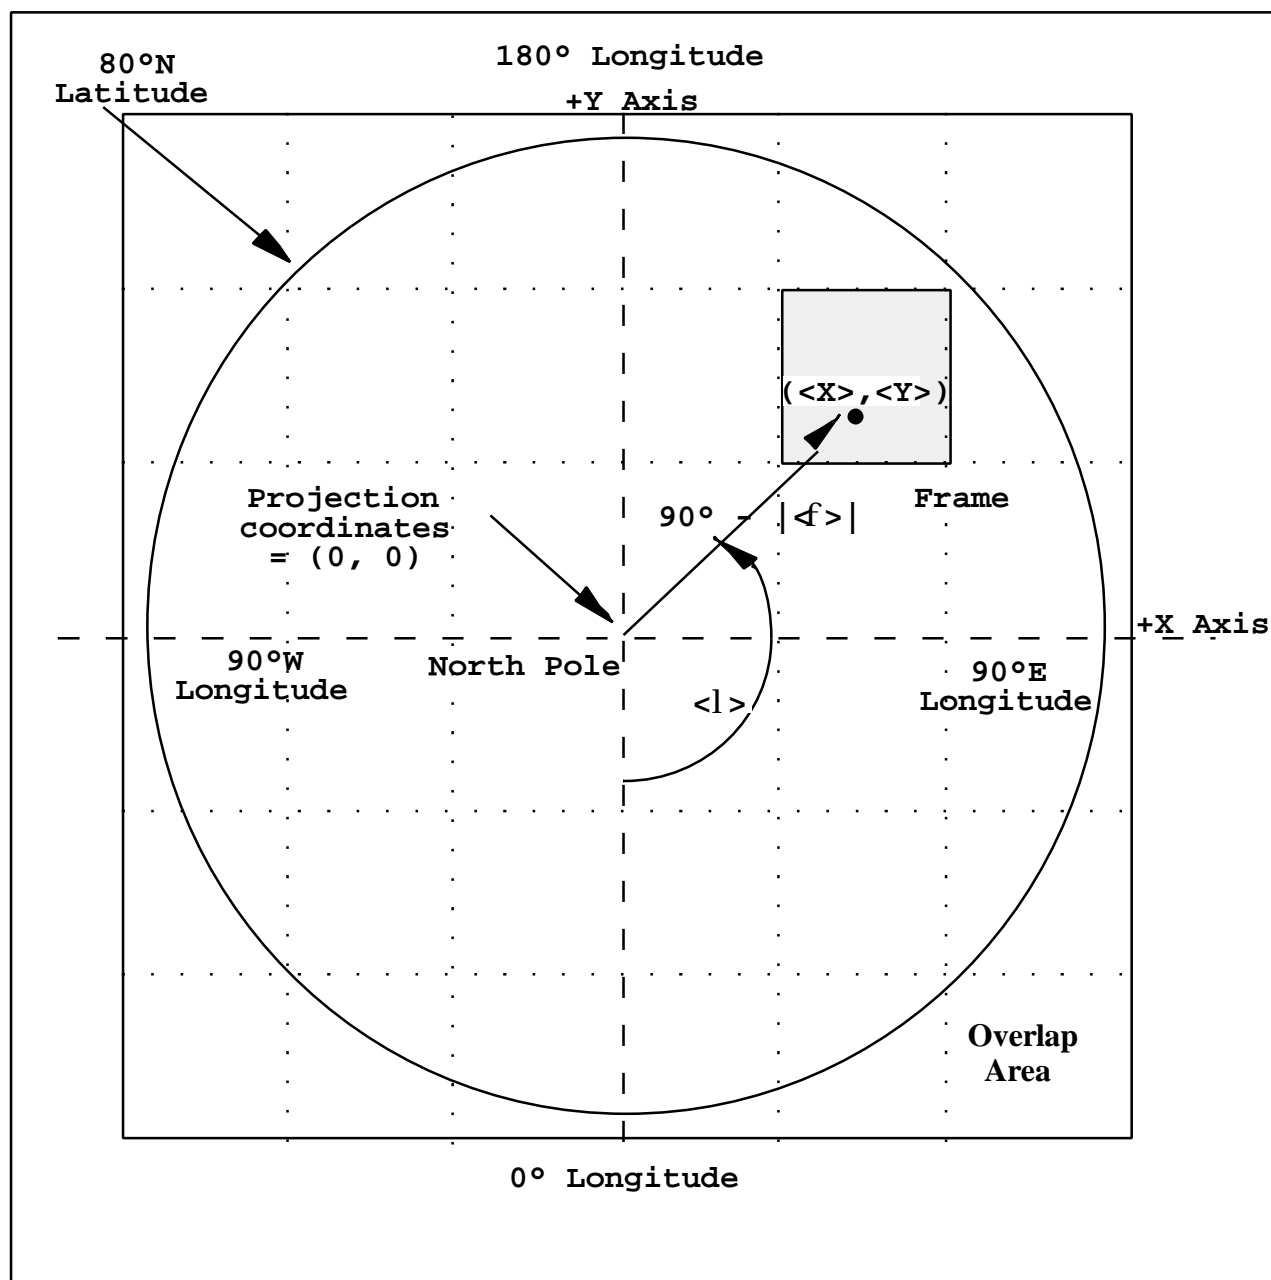 80°N
Latitude
180° Longitude
+Y Axis
(<X>,<Y>)
Projection
coordinates
= (0, 0)
90° - |<f>|
Frame
+X Axis
90°W
Longitude
North Pole
90°E
Longitude
<l>
Overlap
Area
0° Longitude